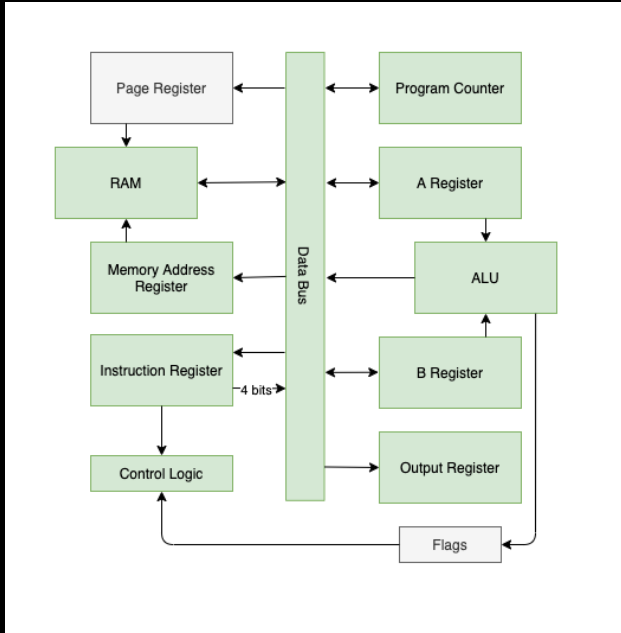 Page Register
Program Counter
RAM
A Register
Data Bus
Memory Address
Register
ALU
Instruction Register
4 bits
B Register
Control Logic
Output Register
Flags